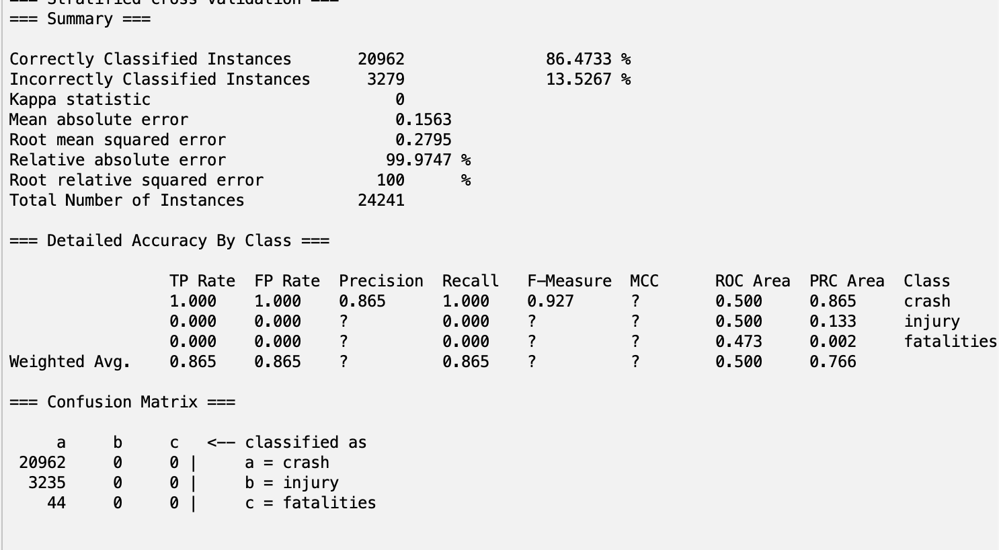 === Stratified cross-validation ===
=== Summary ===
Correctly Classified Instances 20962 86.4733 %
Incorrectly Classified Instances 3279 13.5267 %
Kappa statistic 0
Mean absolute error 0.1563
Root mean squared error 0.2795
Relative absolute error 99.9747 %
Root relative squared error 100 %
Total Number of Instances 24241
=== Detailed Accuracy By Class ===
TP Rate FP Rate Precision Recall F-Measure MCC ROC Area PRC Area Class
1.000 1.000 0.865 1.000 0.927 ? 0.500 0.865 crash
0.000 0.000 ? 0.000 ? ? 0.500 0.133 injury
0.000 0.000 ? 0.000 ? ? 0.473 0.002 fatalities
Weighted Avg. 0.865 0.865 ? 0.865 ? ? 0.500 0.766
=== Confusion Matrix ===
a b c <-- classified as
20962 0 0 | a = crash
3235 0 0 | b = injury
44 0 0 | c = fatalities